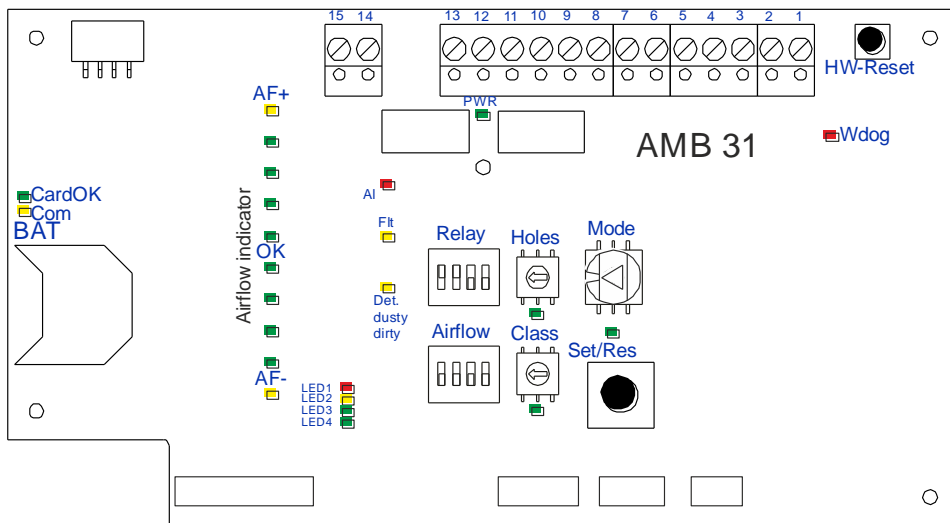 15 14 13 12 11 10 9 8 7 6 5 4 3 2 1
HW-Reset
AF+
PWR
AMB 31
Wdog
CardOK
Com
BAT
Al
Flt
Airflow indicator
OK
Relay
Holes
Mode
Det.
dusty
dirty
Airflow
Class
Set/Res
AF-
LED1
LED2
LED3
LED4